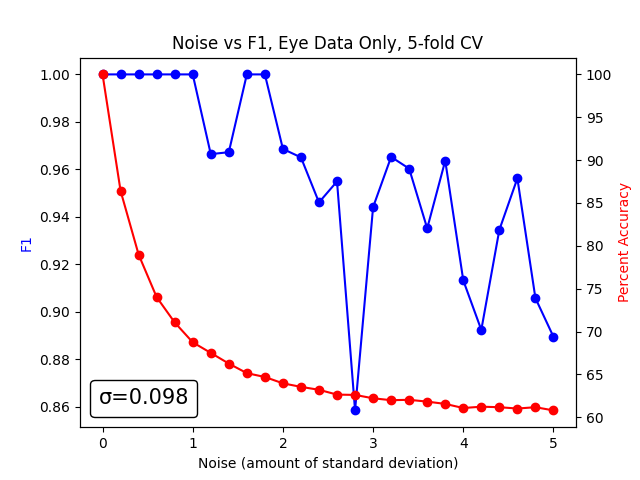 Noise vs F1, Eye Data Only, 5-fold CV
1.00
0.98
0.96
0.94
0.92
0.90
0.88
0.86
F1
100
95
90
85
80
75
70
65
60
Percent Accuracy
σ=0.098
0 1 2 3 4 5
Noise (amount of standard deviation)